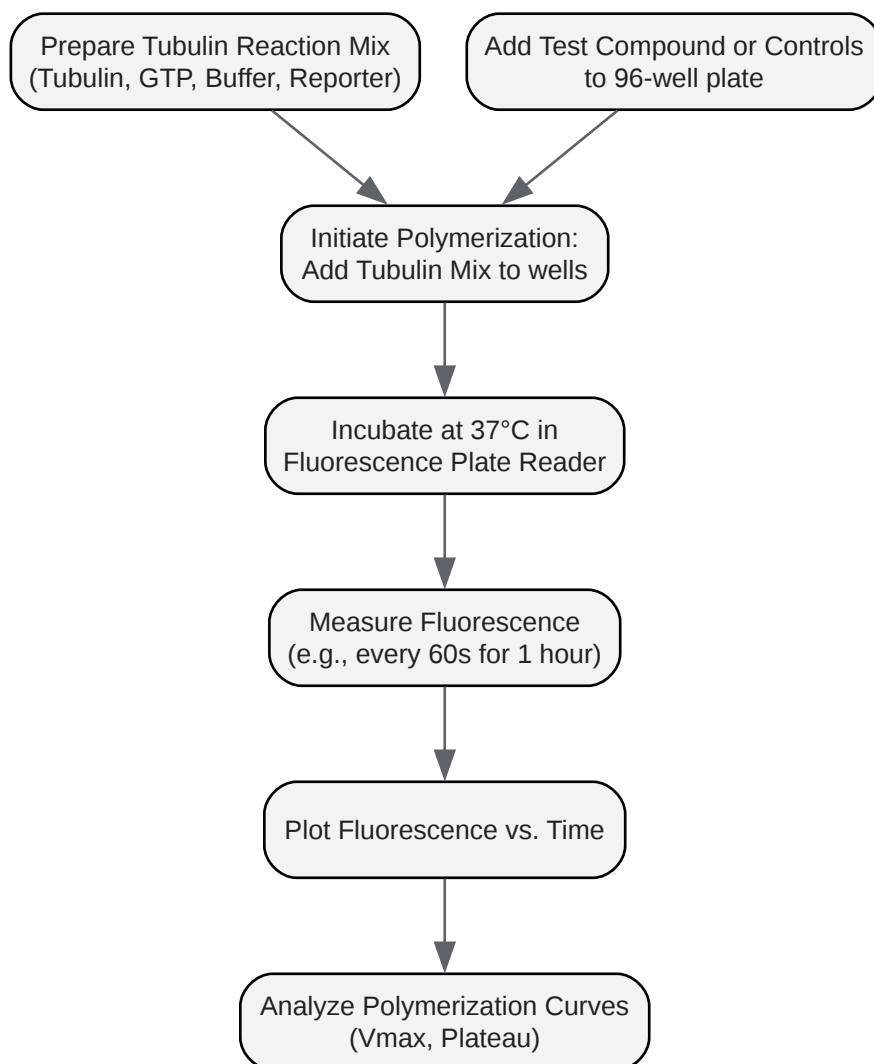 Prepare Tubulin Reaction Mix
(Tubulin, GTP, Buffer, Reporter)
Add Test Compound or Controls
to 96-well plate
Initiate Polymerization:
Add Tubulin Mix to wells
Incubate at 37°C in
Fluorescence Plate Reader
Measure Fluorescence
(e.g., every 60s for 1 hour)
Plot Fluorescence vs. Time
Analyze Polymerization Curves
(Vmax, Plateau)